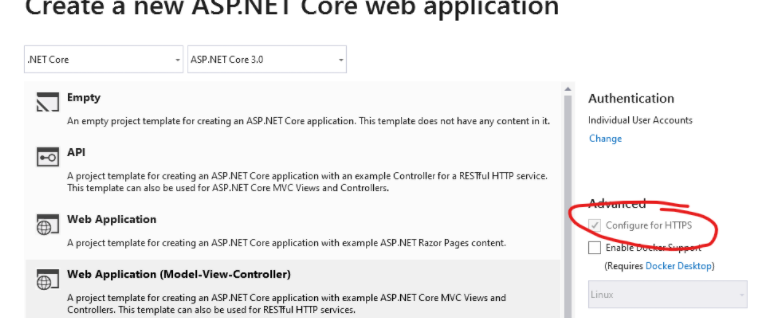 Create a new ASP.NET Core web application
.NET Core
ASP.NET Core 3.0
Empty
An empty project template for creating an ASP.NET Core application. This template does not have any content in it.
API
A project template for creating an ASP.NET Core application with an example Controller for a RESTful HTTP service.
This template can also be used for ASP.NET Core MVC Views and Controllers.
Web Application
A project template for creating an ASP.NET Core application with example ASP.NET Razor Pages content.
Web Application (Model-View-Controller)
A project template for creating an ASP.NET Core application with example ASP.NET Core MVC Views and
Controllers. This template can also be used for RESTful HTTP services.
Authentication
Individual User Accounts
Change
Advanced
Configure for HTTPS
Enable Docker Support
(Requires Docker Desktop)
Linux